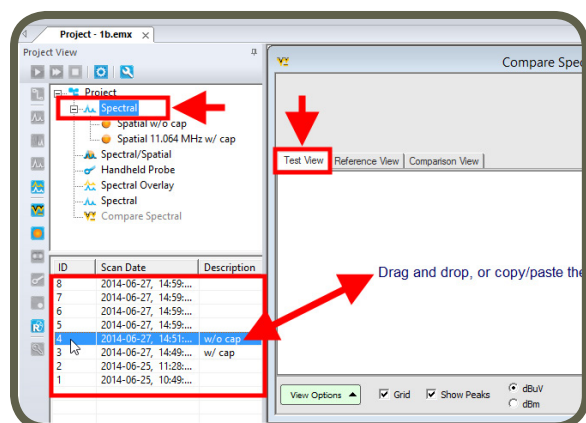 Project - 1b.emx ×
Project View
Compare Spec
Project
Spectral
Spatial w/o cap
Spatial 11.064 MHz w/ cap
Spectral/Spatial
Handheld Probe
Spectral Overlay
Spectral
Compare Spectral
Test View Reference View Comparison View
ID Scan Date Description
8 2014-06-27, 14:59:...
7 2014-06-27, 14:59:...
6 2014-06-27, 14:59:...
5 2014-06-27, 14:59:...
4 2014-06-27, 14:51:... w/o cap
3 2014-06-27, 14:49:... w/ cap
2 2014-06-25, 11:28:...
1 2014-06-25, 10:49:...
Drag and drop, or copy/paste the
View Options Grid Show Peaks dBuV
dBm